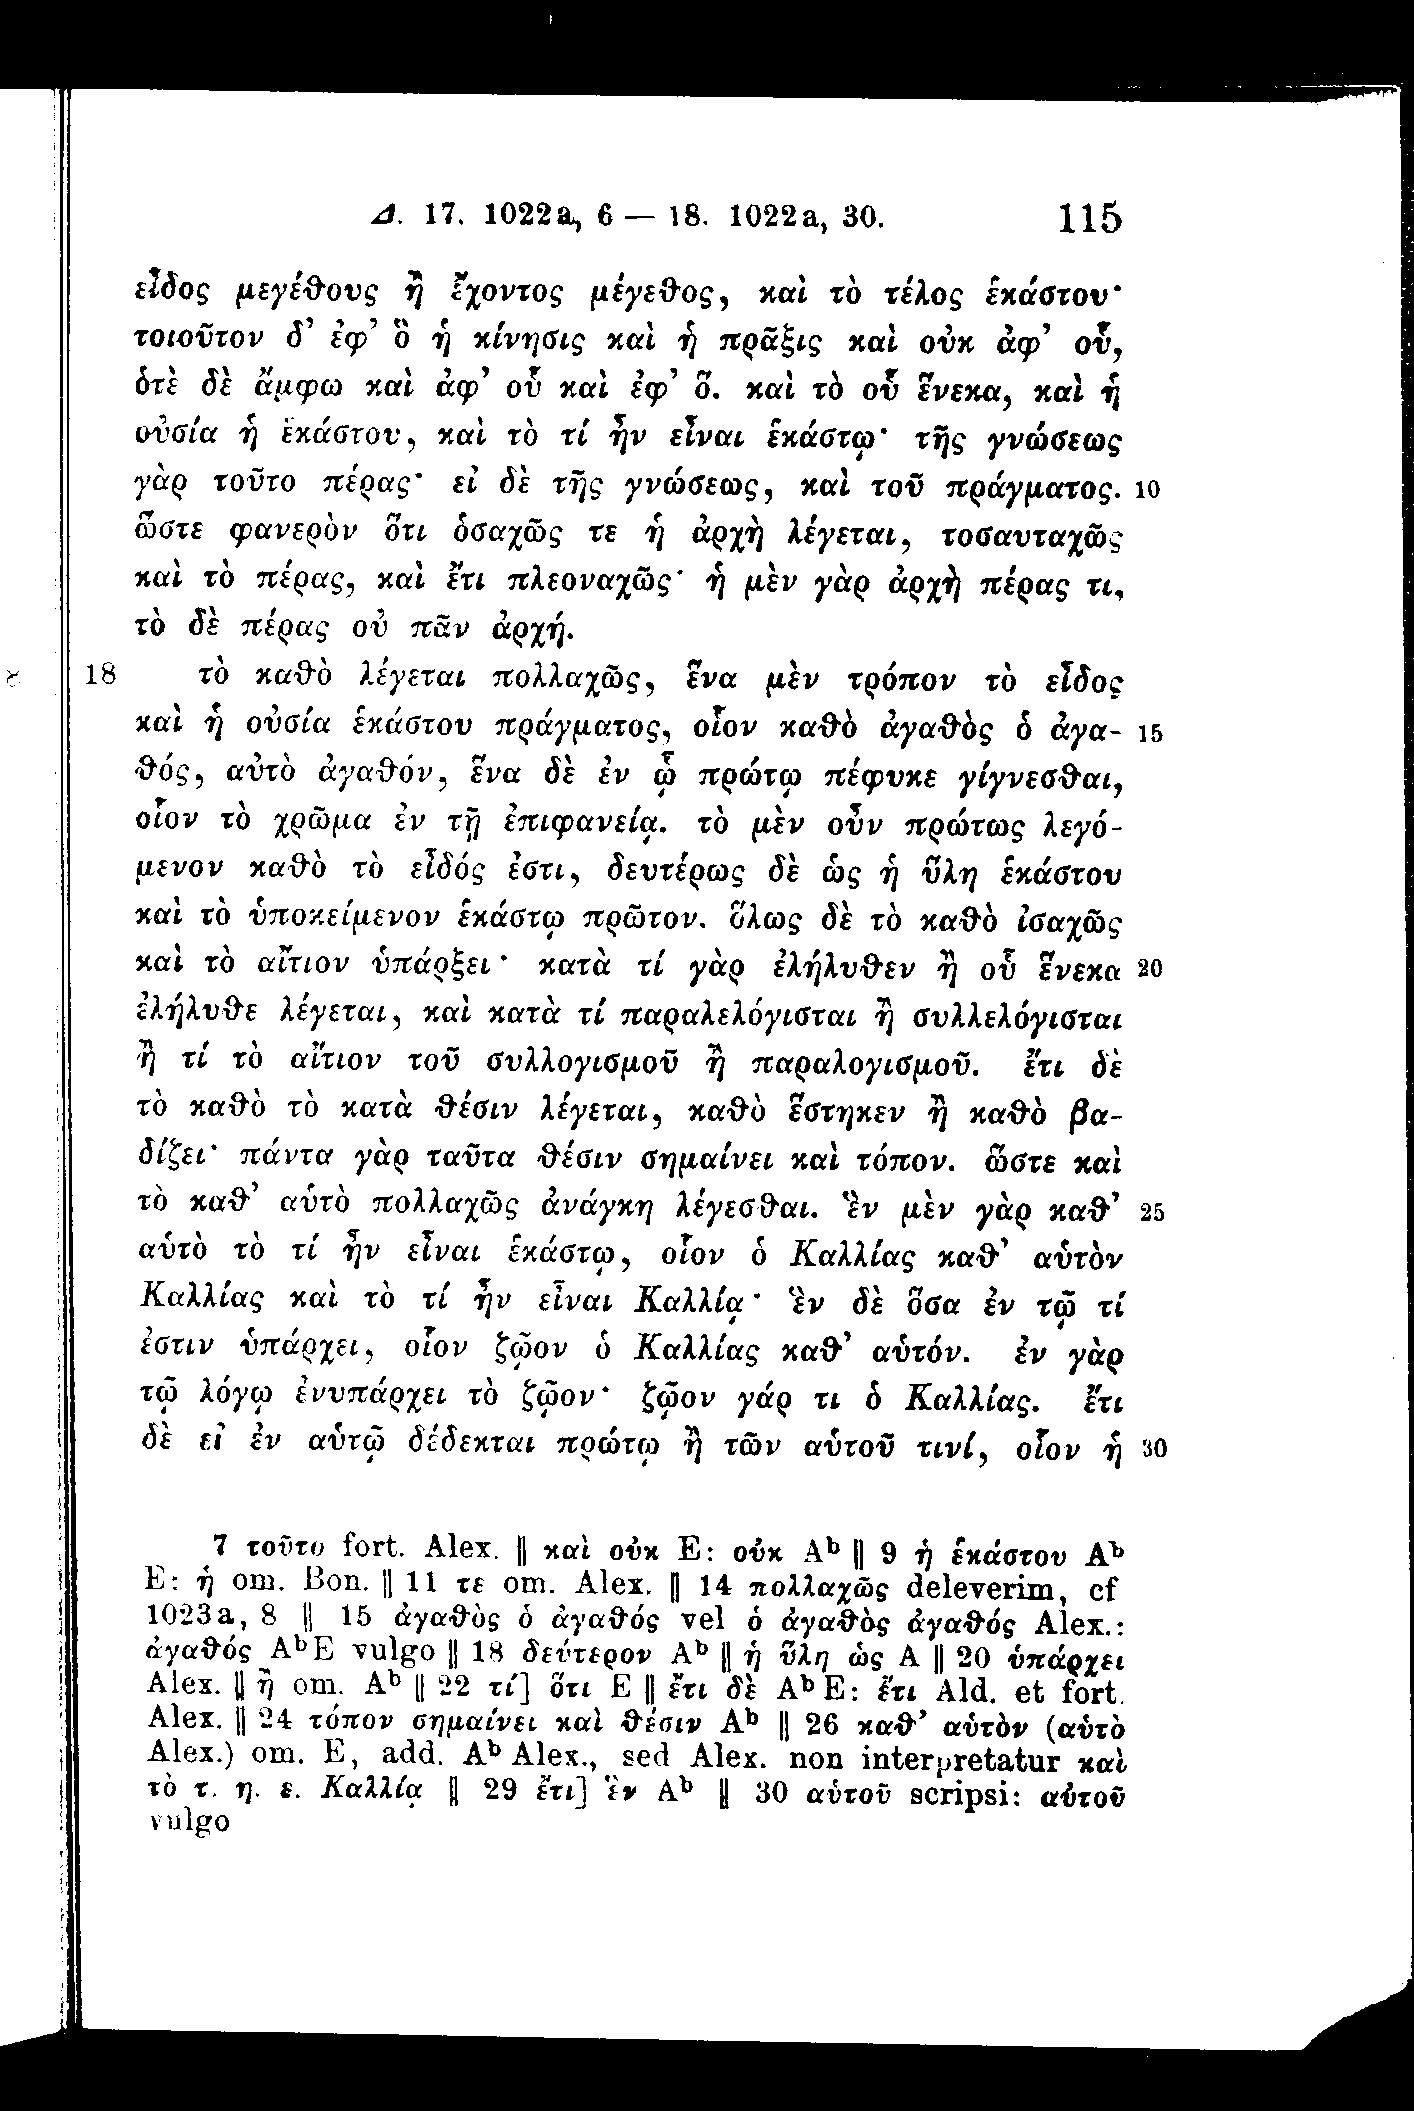 Δ. 17. 1022a, 6 — 18. 1022a, 30. 115
εἶδος μεγέθους ἢ ἔχοντος μέγεθος, καὶ τὸ τέλος ἑκάστου·
τοιοῦτον δ’ ἐφ’ ὃ ἡ κίνησις καὶ ἡ πρᾶξις καὶ οὐκ ἀφ’ οὗ,
ὁτὲ δὲ ἄμφω καὶ ἀφ’ οὗ καὶ ἐφ’ ὅ. καὶ τὸ οὗ ἕνεκα, καὶ ἡ
οὐσία ἡ ἑκάστου, καὶ τὸ τί ἦν εἶναι ἑκάστῳ· τῆς γνώσεως
γὰρ τοῦτο πέρας· εἰ δὲ τῆς γνώσεως, καὶ τοῦ πράγματος. 10
ὥστε φανερὸν ὅτι ὁσαχῶς τε ἡ ἀρχὴ λέγεται, τοσαυταχῶς
καὶ τὸ πέρας, καὶ ἔτι πλεοναχῶς· ἡ μὲν γὰρ ἀρχὴ πέρας τι,
τὸ δὲ πέρας οὐ πᾶν ἀρχή.
18 τὸ καθὸ λέγεται πολλαχῶς, ἕνα μὲν τρόπον τὸ εἶδος
καὶ ἡ οὐσία ἑκάστου πράγματος, οἷον καθὸ ἀγαθὸς ὁ ἀγα- 15
θός, αὐτὸ ἀγαθόν, ἕνα δὲ ἐν ᾧ πρώτῳ πέφυκε γίγνεσθαι,
οἷον τὸ χρῶμα ἐν τῇ ἐπιφανείᾳ. τὸ μὲν οὖν πρώτως λεγό-
μενον καθὸ τὸ εἶδός ἐστι, δευτέρως δὲ ὡς ἡ ὕλη ἑκάστου
καὶ τὸ ὑποκείμενον ἑκάστῳ πρῶτον. ὅλως δὲ τὸ καθὸ ἰσαχῶς
καὶ τὸ αἴτιον ὑπάρξει· κατὰ τί γὰρ ἐλήλυθεν ἢ οὗ ἕνεκα 20
ἐλήλυθε λέγεται, καὶ κατὰ τί παραλελόγισται ἢ συλλελόγισται
ἢ τί τὸ αἴτιον τοῦ συλλογισμοῦ ἢ παραλογισμοῦ. ἔτι δὲ
τὸ καθὸ τὸ κατὰ θέσιν λέγεται, καθὸ ἕστηκεν ἢ καθὸ βα-
δίζει· πάντα γὰρ ταῦτα θέσιν σημαίνει καὶ τόπον. ὥστε καὶ
τὸ καθ’ αὑτὸ πολλαχῶς ἀνάγκη λέγεσθαι. ἓν μὲν γὰρ καθ’ 25
αὑτὸ τὸ τί ἦν εἶναι ἑκάστῳ, οἷον ὁ Καλλίας καθ’ αὑτὸν
Καλλίας καὶ τὸ τί ἦν εἶναι Καλλίᾳ· ἓν δὲ ὅσα ἐν τῷ τί
ἐστιν ὑπάρχει, οἷον ζῷον ὁ Καλλίας καθ’ αὑτόν. ἐν γὰρ
τῷ λόγῳ ἐνυπάρχει τὸ ζῷον· ζῷον γάρ τι ὁ Καλλίας. ἔτι
δὲ εἰ ἐν αὑτῷ δέδεκται πρώτῳ ἢ τῶν αὑτοῦ τινί, οἷον ἡ 30
7 τοῦτο fort. Alex. ‖ καὶ οὐκ E: οὐκ Aᵇ ‖ 9 ἡ ἑκάστου Aᵇ
E: ἡ om. Bon. ‖ 11 τε om. Alex. ‖ 14 πολλαχῶς deleverim, cf
1023a, 8 ‖ 15 ἀγαθὸς ὁ ἀγαθός vel ὁ ἀγαθὸς ἀγαθός Alex.:
ἀγαθός AᵇE vulgo ‖ 18 δεύτερον Aᵇ ‖ ἡ ὕλη ὡς A ‖ 20 ὑπάρχει
Alex. ‖ ἢ om. Aᵇ ‖ 22 τί] ὅτι E ‖ ἔτι δὲ AᵇE: ἔτι Ald. et fort.
Alex. ‖ 24 τόπον σημαίνει καὶ θέσιν Aᵇ ‖ 26 καθ’ αὑτὸν (αὑτὸ
Alex.) om. E, add. Aᵇ Alex., sed Alex. non interpretatur καὶ
τὸ τ. η. ε. Καλλίᾳ ‖ 29 ἔτι] ἓν Aᵇ ‖ 30 αὑτοῦ scripsi: αὐτοῦ
vulgo